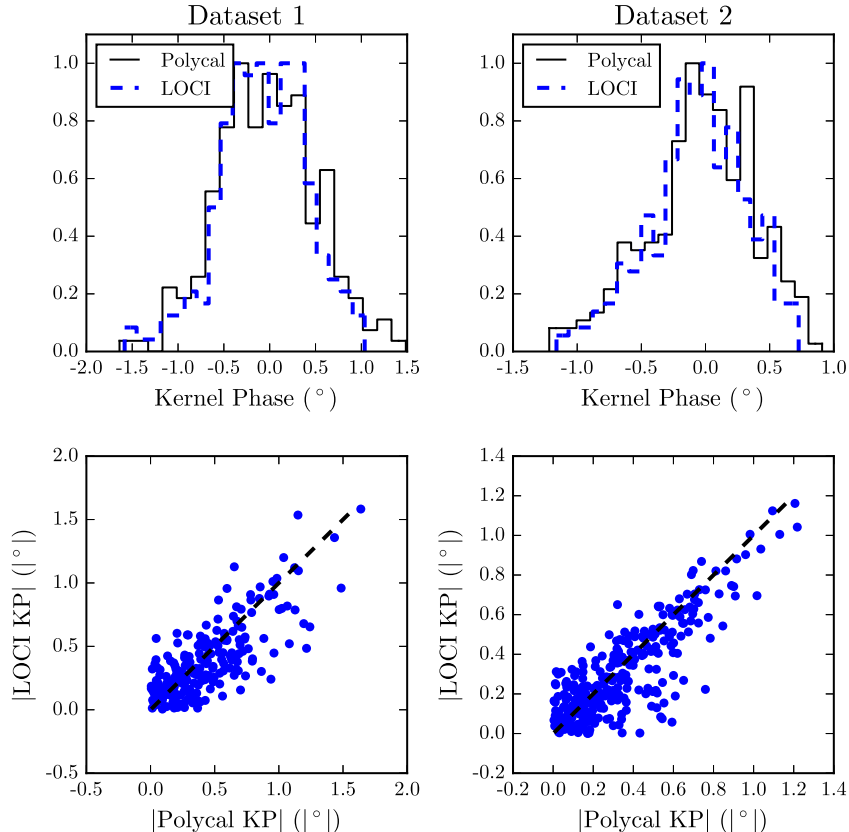 Dataset 1
1.0
0.8
0.6
0.4
0.2
0.0
Polycal
LOCI
-2.0 -1.5 -1.0 -0.5 0.0 0.5 1.0 1.5
Kernel Phase (°)
Dataset 2
1.0
0.8
0.6
0.4
0.2
0.0
Polycal
LOCI
-1.5 -1.0 -0.5 0.0 0.5 1.0
Kernel Phase (°)
|LOCI KP| (|°|)
2.0
1.5
1.0
0.5
0.0
-0.5
-0.5 0.0 0.5 1.0 1.5 2.0
|Polycal KP| (|°|)
|LOCI KP| (|°|)
1.4
1.2
1.0
0.8
0.6
0.4
0.2
0.0
-0.2
-0.2 0.0 0.2 0.4 0.6 0.8 1.0 1.2 1.4
|Polycal KP| (|°|)